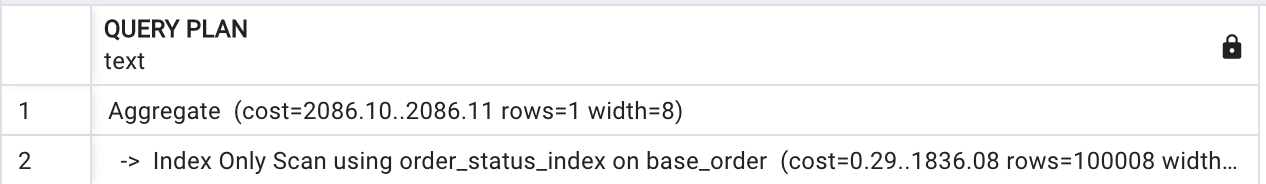 QUERY PLAN
text
1 Aggregate (cost=2086.10..2086.11 rows=1 width=8)
2 -> Index Only Scan using order_status_index on base_order (cost=0.29..1836.08 rows=100008 width...